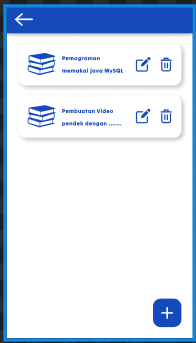 Pemograman
memakai java MySQL
Pembuatan Video
pendek dengan .......